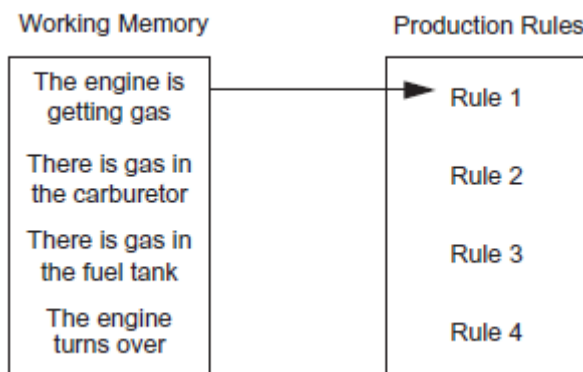 Working Memory
Production Rules
The engine is
getting gas
Rule 1
There is gas in
the carburetor
Rule 2
There is gas in
the fuel tank
Rule 3
The engine
turns over
Rule 4